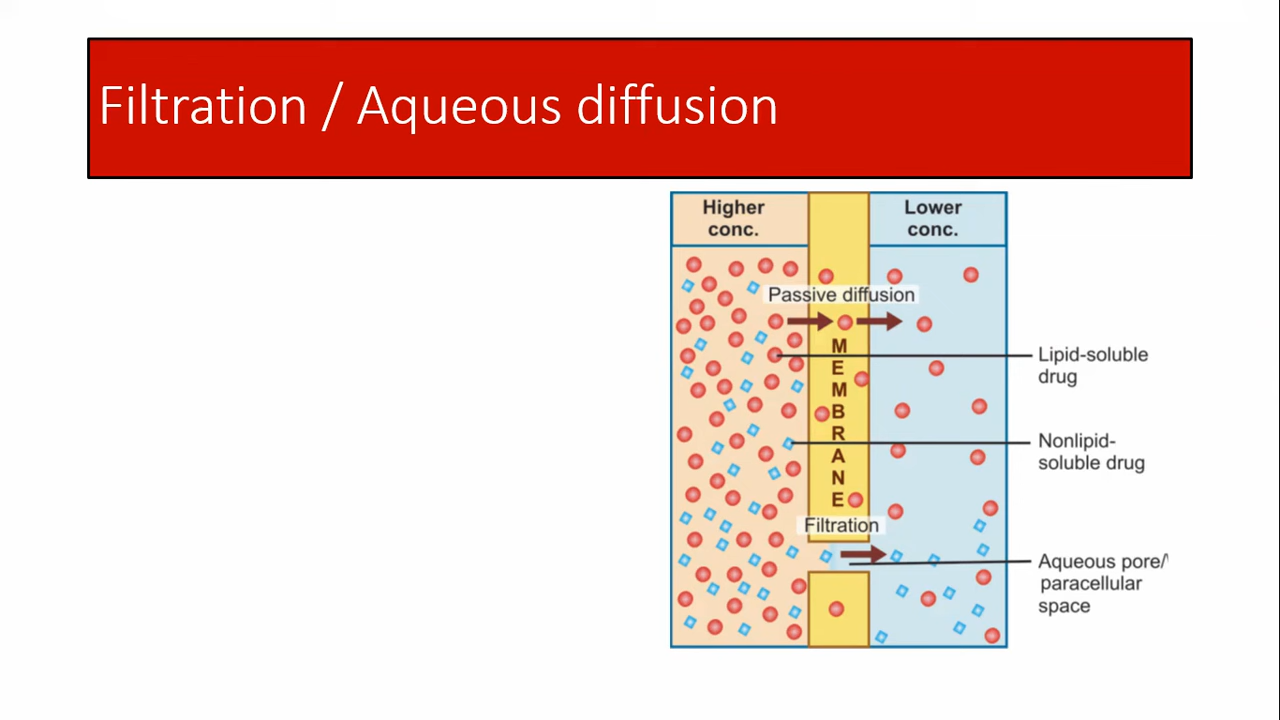 Filtration / Aqueous diffusion
Higher
conc.
Lower
conc.
Passive diffusion
MEMBRANE
Lipid-soluble
drug
Nonlipid-
soluble drug
Filtration
Aqueous pore/
paracellular
space